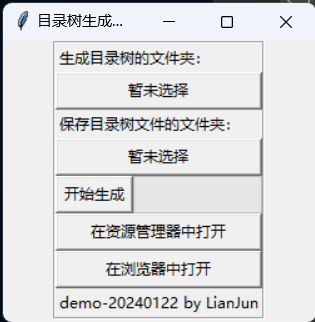 目录树生成...
生成目录树的文件夹：
暂未选择
保存目录树文件的文件夹：
暂未选择
开始生成
在资源管理器中打开
在浏览器中打开
demo-20240122 by LianJun